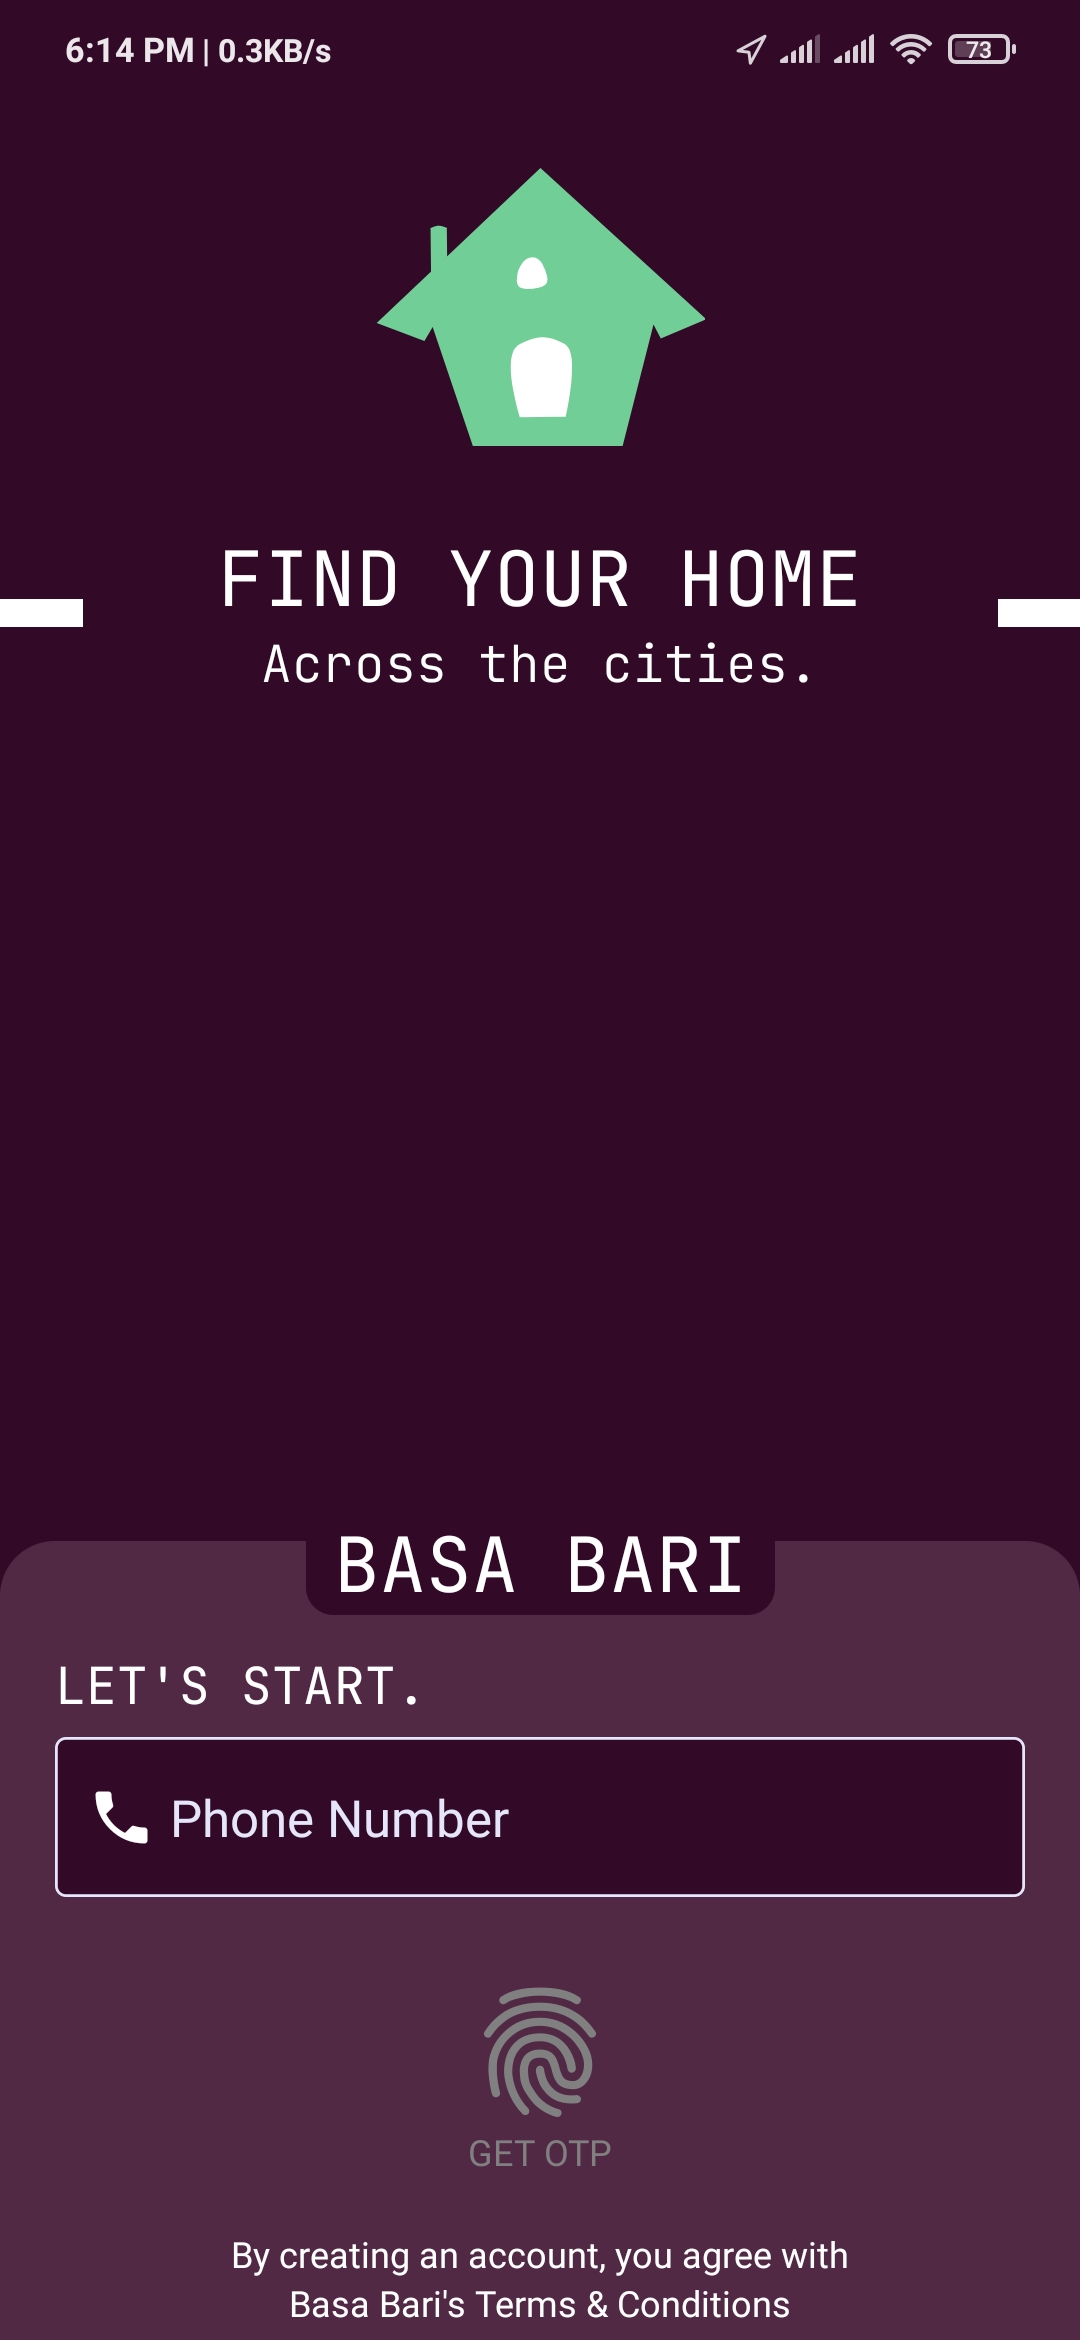 6:14 PM | 0.3KB/s 73
FIND YOUR HOME
Across the cities.
BASA BARI
LET'S START.
Phone Number
GET OTP
By creating an account, you agree with
Basa Bari's Terms & Conditions